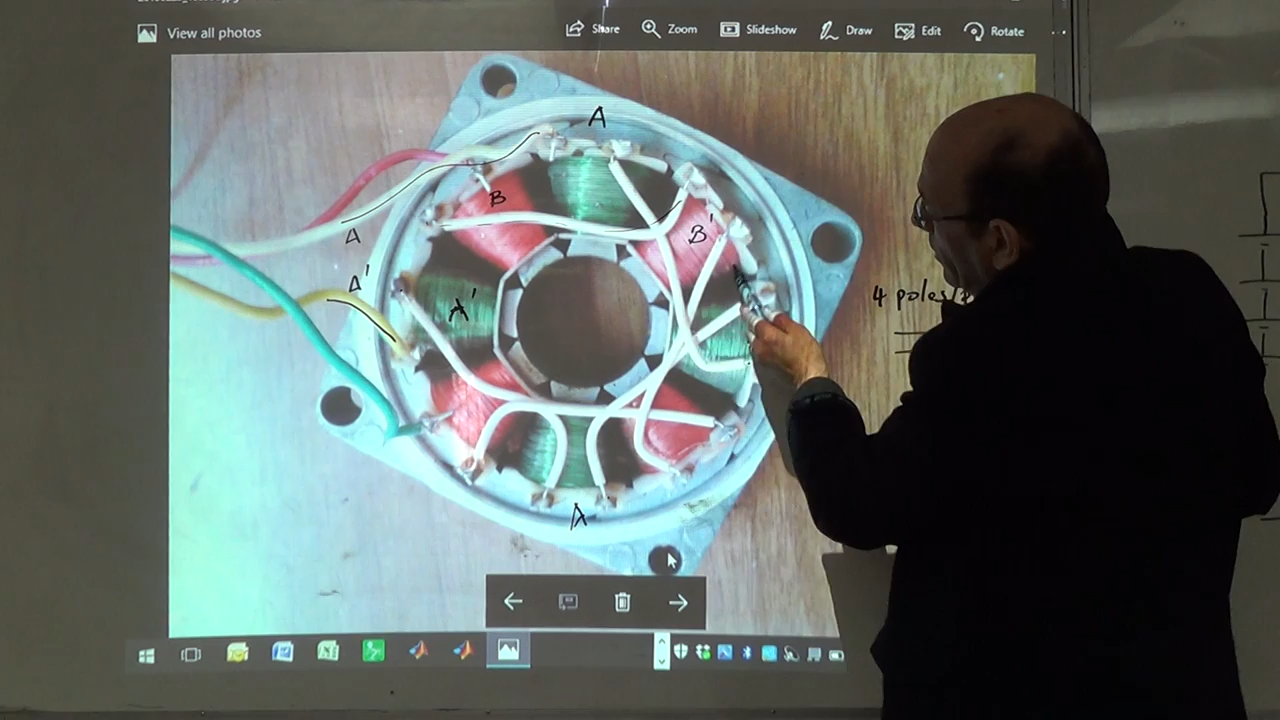 View all photos
Share
Zoom
Slideshow
Draw
Edit
Rotate
A
B
B'
A
A'
A'
4 poles/
A